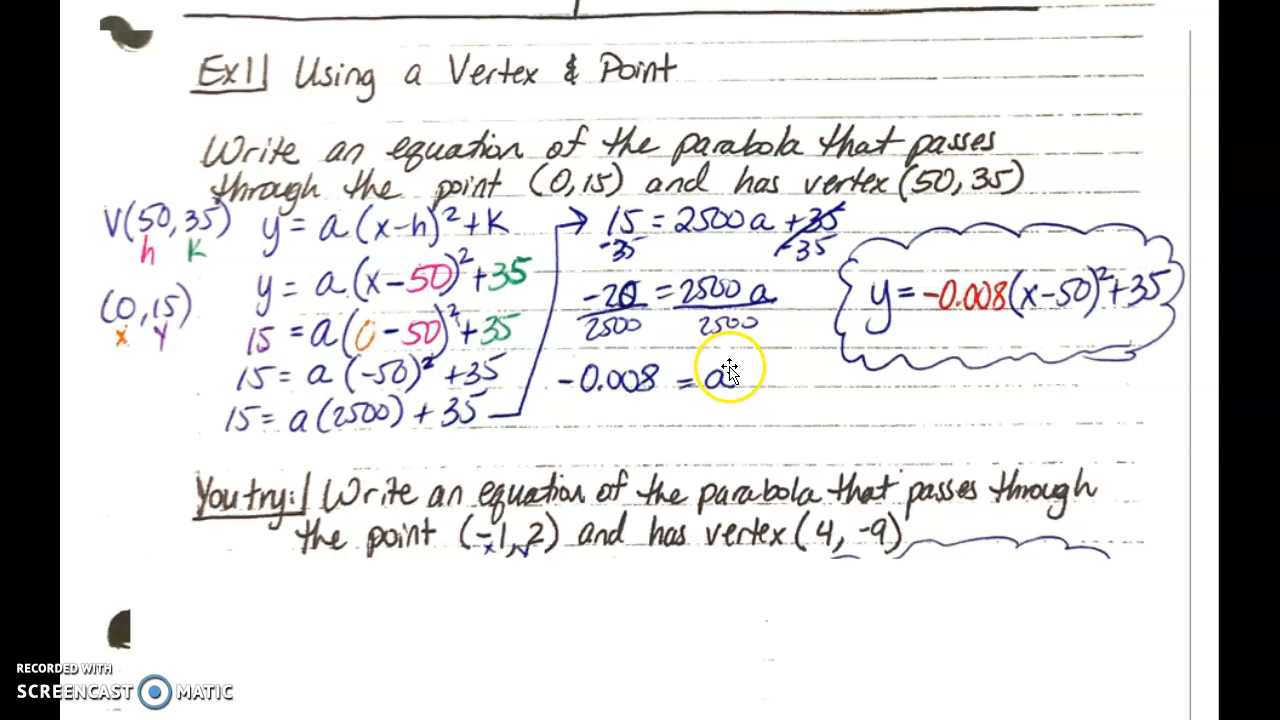 Ex1 Using a Vertex & Point
Write an equation of the parabola that passes
through the point (0,15) and has vertex (50,35)
V(50,35)
h k
(0,15)
x y
y = a(x-h)²+k
y = a(x-50)²+35
15 = a(0-50)²+35
15 = a(-50)²+35
15 = a(2500)+35
→ 15 = 2500a +35
-35 -35
-20 = 2500a
2500 2500
-0.008 = a
y = -0.008(x-50)²+35
You try: Write an equation of the parabola that passes through
the point (-1,2) and has vertex (4,-9)
x y
RECORDED WITH
SCREENCAST MATIC